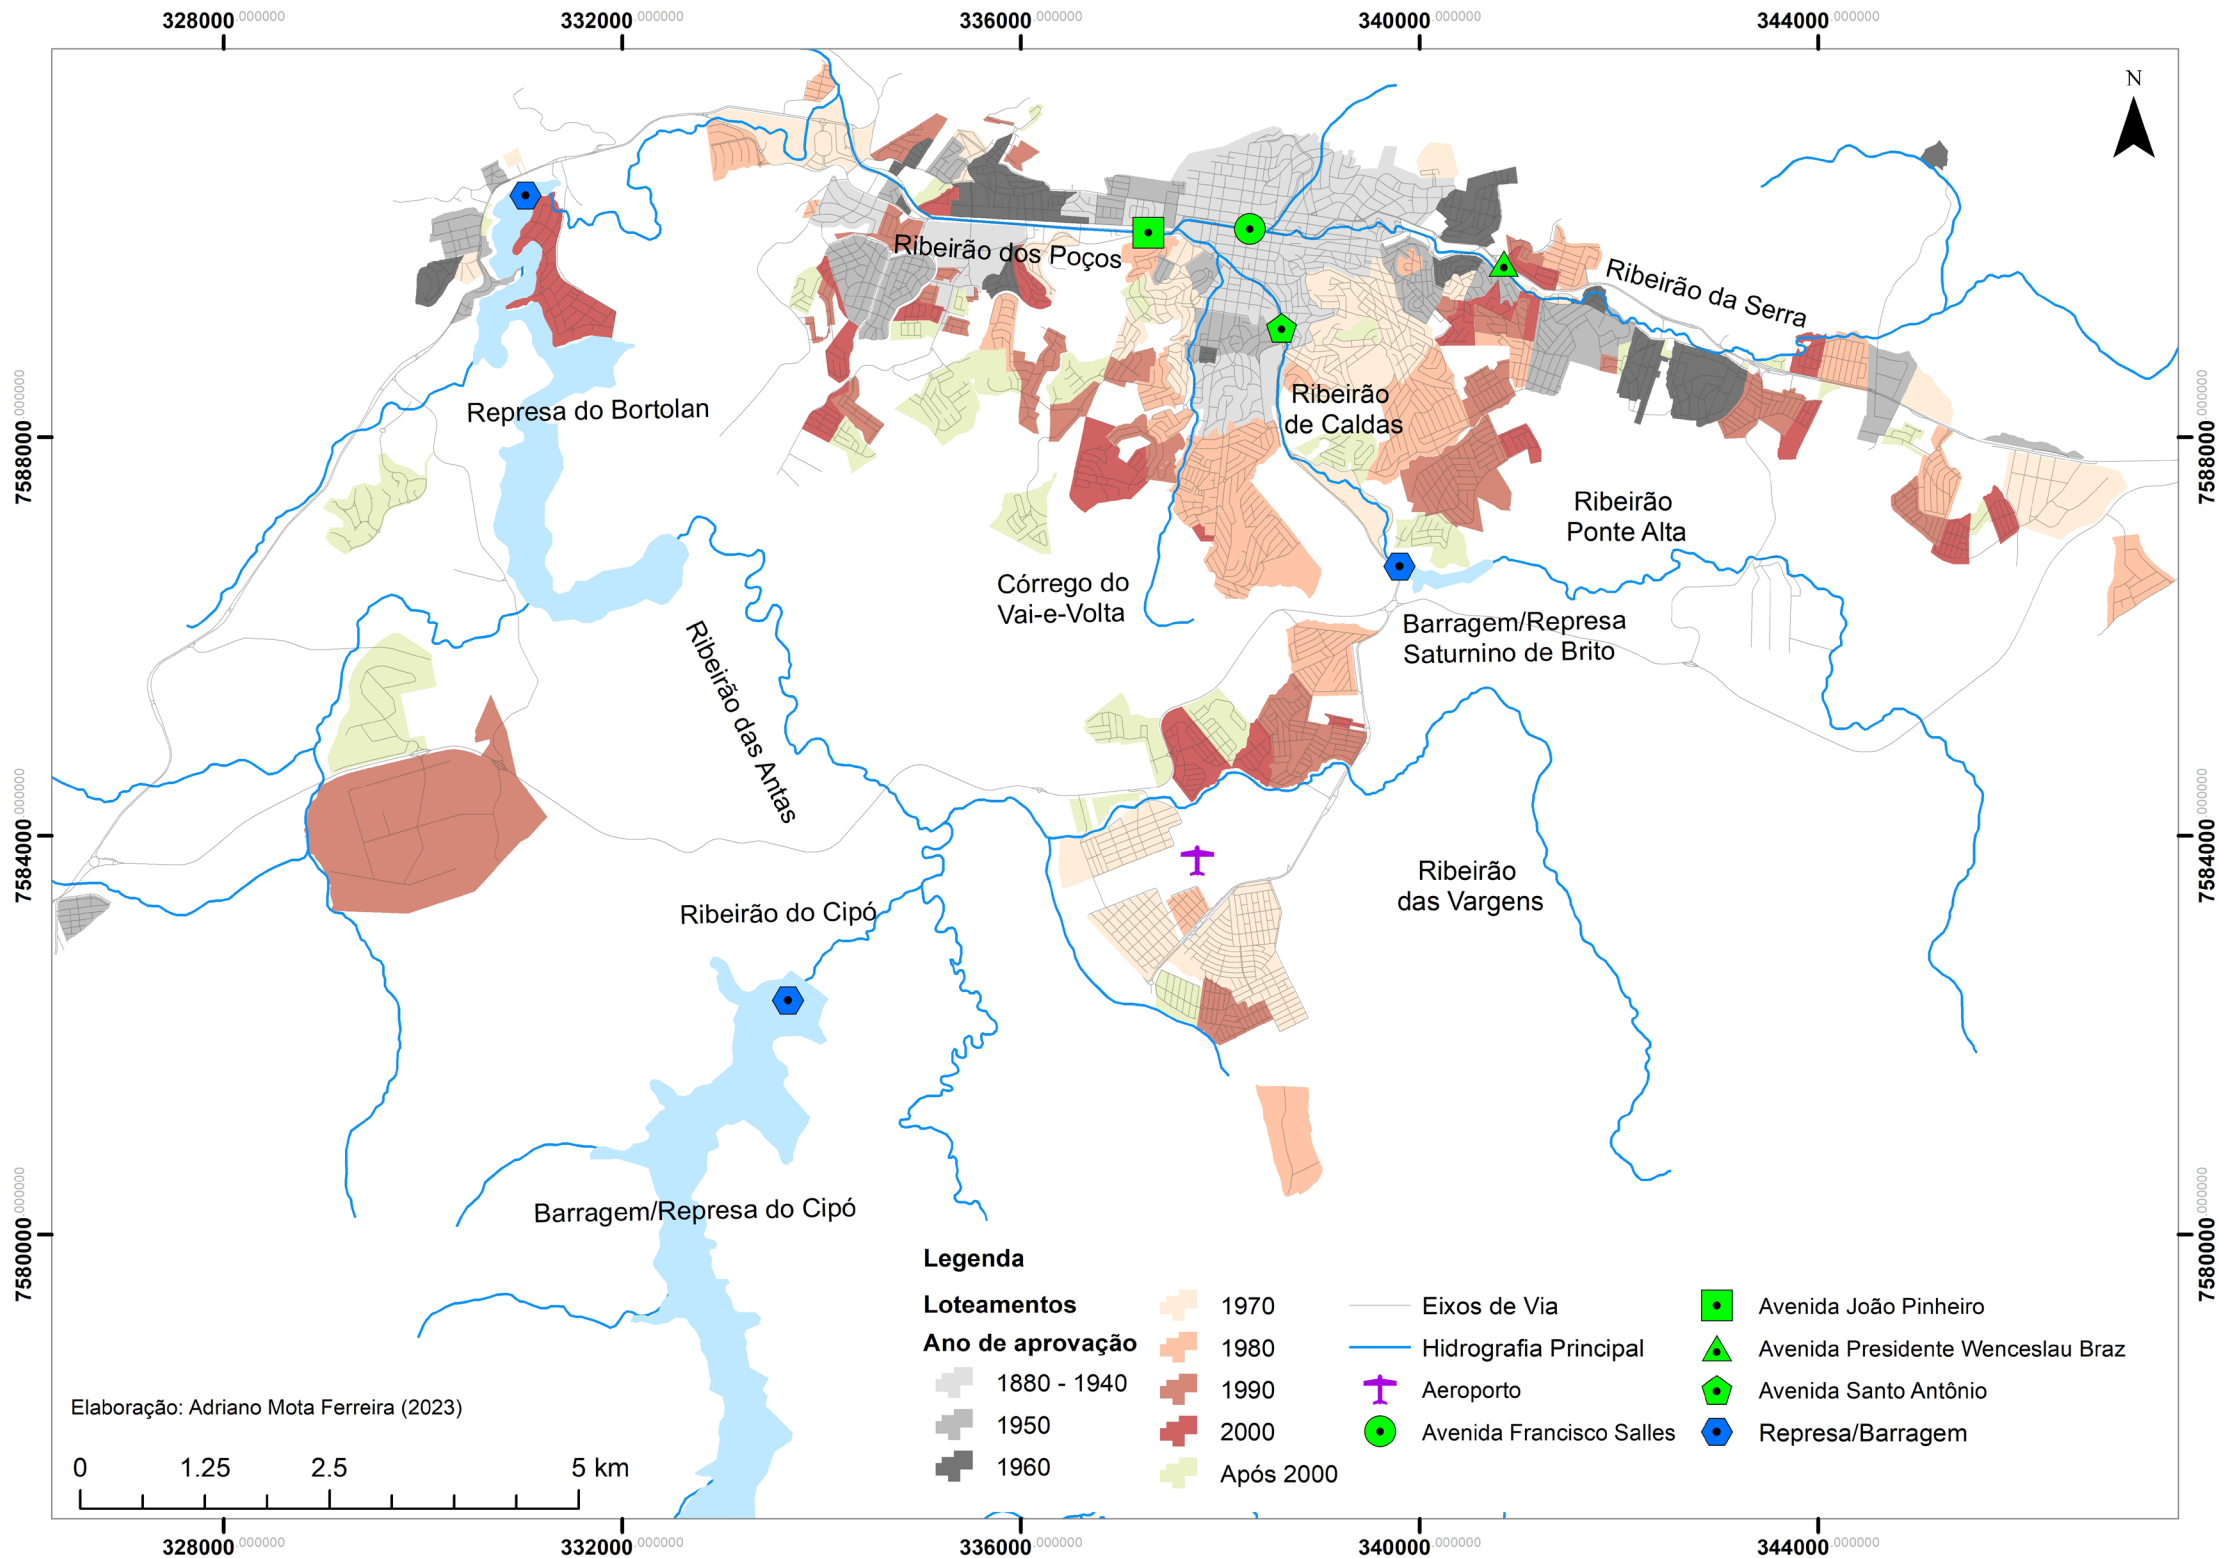 328000.000000
332000.000000
336000.000000
340000.000000
344000.000000
N
7588000.000000
7588000.000000
7584000.000000
7584000.000000
7580000.000000
7580000.000000
Ribeirão dos Poços
Ribeirão da Serra
Represa do Bortolan
Ribeirão
de Caldas
Ribeirão
Ponte Alta
Córrego do
Vai-e-Volta
Barragem/Represa
Saturnino de Brito
Ribeirão das Antas
Ribeirão
das Vargens
Ribeirão do Cipó
Barragem/Represa do Cipó
Legenda
Loteamentos
Ano de aprovação
1880 - 1940
1950
1960
1970
1980
1990
2000
Após 2000
Eixos de Via
Hidrografia Principal
Aeroporto
Avenida Francisco Salles
Avenida João Pinheiro
Avenida Presidente Wenceslau Braz
Avenida Santo Antônio
Represa/Barragem
Elaboração: Adriano Mota Ferreira (2023)
0 1.25 2.5 5 km
328000.000000
332000.000000
336000.000000
340000.000000
344000.000000